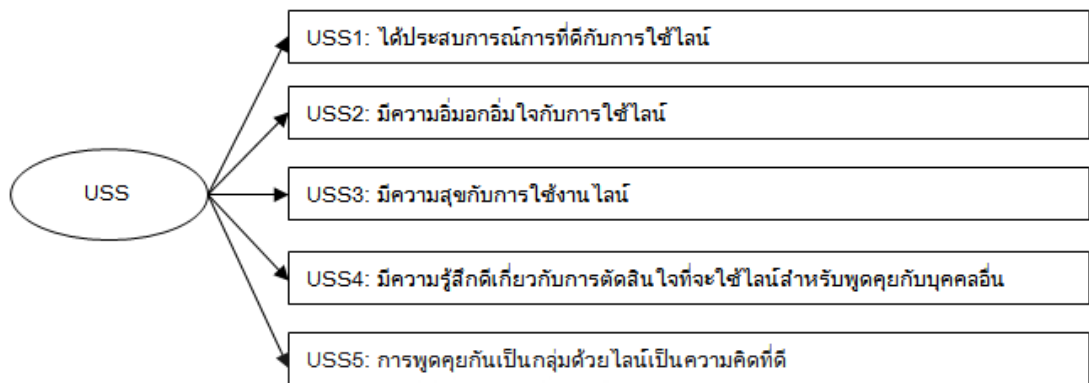 USS1: ได้ประสบการณ์การที่ดีกับการใช้ไลน์
USS2: มีความอิ่มอกอิ่มใจกับการใช้ไลน์
USS
USS3: มีความสุขกับการใช้งานไลน์
USS4: มีความรู้สึกดีเกี่ยวกับการตัดสินใจที่จะใช้ไลน์สำหรับพูดคุยกับบุคคลอื่น
USS5: การพูดคุยกันเป็นกลุ่มด้วยไลน์เป็นความคิดที่ดี